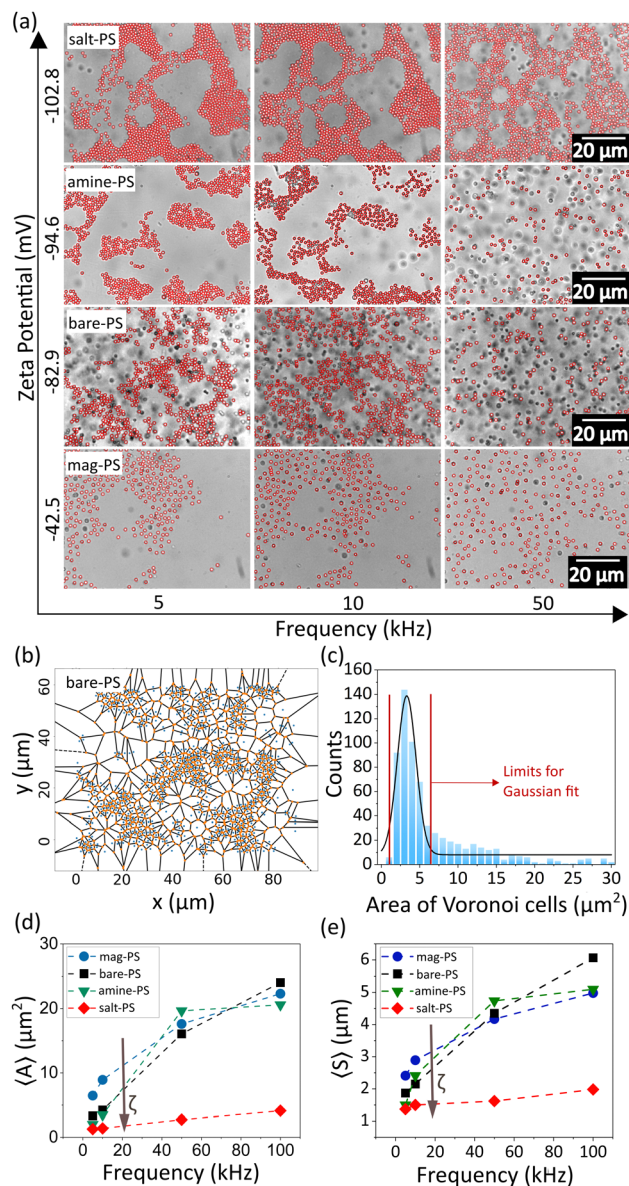 (a)
salt-PS
-102.8
20 μm
amine-PS
-94.6
20 μm
Zeta Potential (mV)
bare-PS
-82.9
20 μm
mag-PS
-42.5
20 μm
5 10 50
Frequency (kHz)
(b) (c)
bare-PS
60
40
20
0
y (μm)
0 20 40 60 80
x (μm)
160
140
120
100
80
60
40
20
0
Counts
Limits for
Gaussian fit
0 5 10 15 20 25 30
Area of Voronoi cells (μm²)
(d) (e)
30
20
10
0
⟨A⟩ (μm²)
mag-PS
bare-PS
amine-PS
salt-PS
ζ
0 20 40 60 80 100
Frequency (kHz)
6
5
4
3
2
1
⟨S⟩ (μm)
mag-PS
bare-PS
amine-PS
salt-PS
ζ
0 20 40 60 80 100
Frequency (kHz)